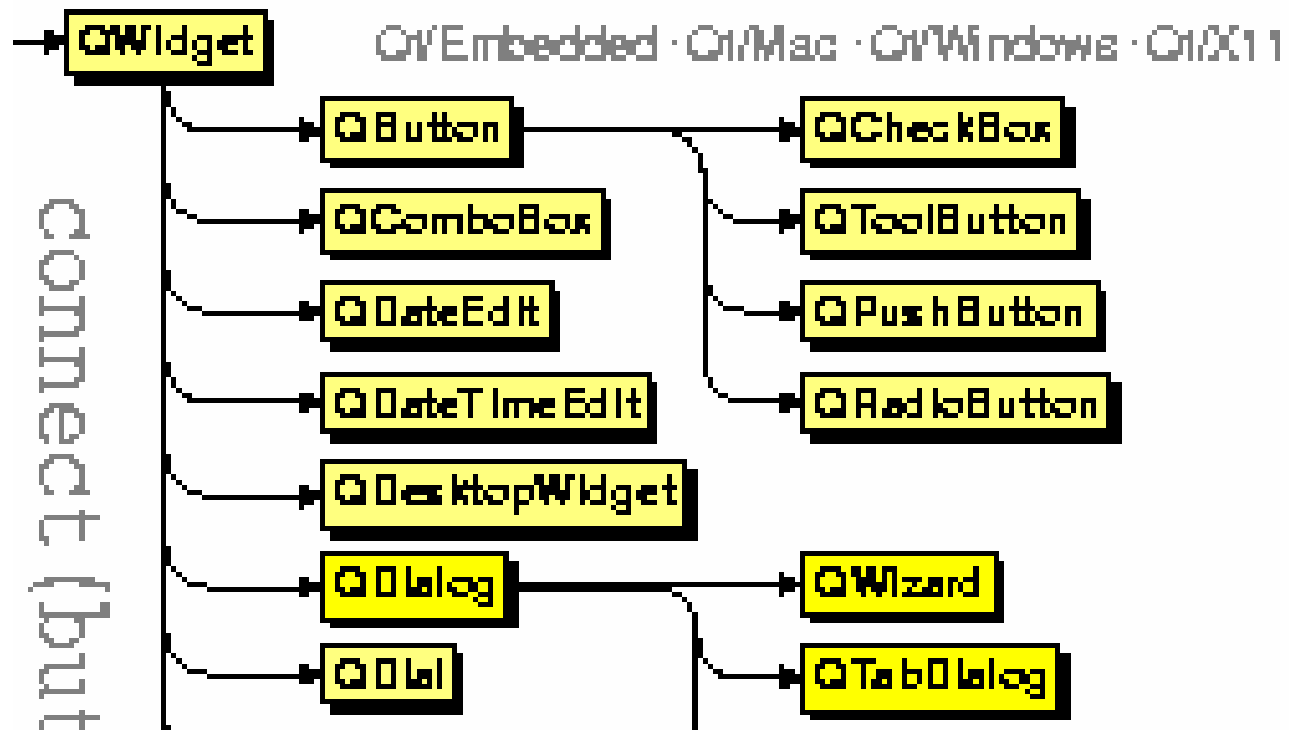 QWidget
Qt/Embedded · Qt/Mac · Qt/Windows · Qt/X11
QButton
QCheckBox
QComboBox
QToolButton
QDateEdit
QPushButton
QDateTimeEdit
QRadioButton
QDesktopWidget
QDialog
QWizard
QDial
QTabDialog
connect (but